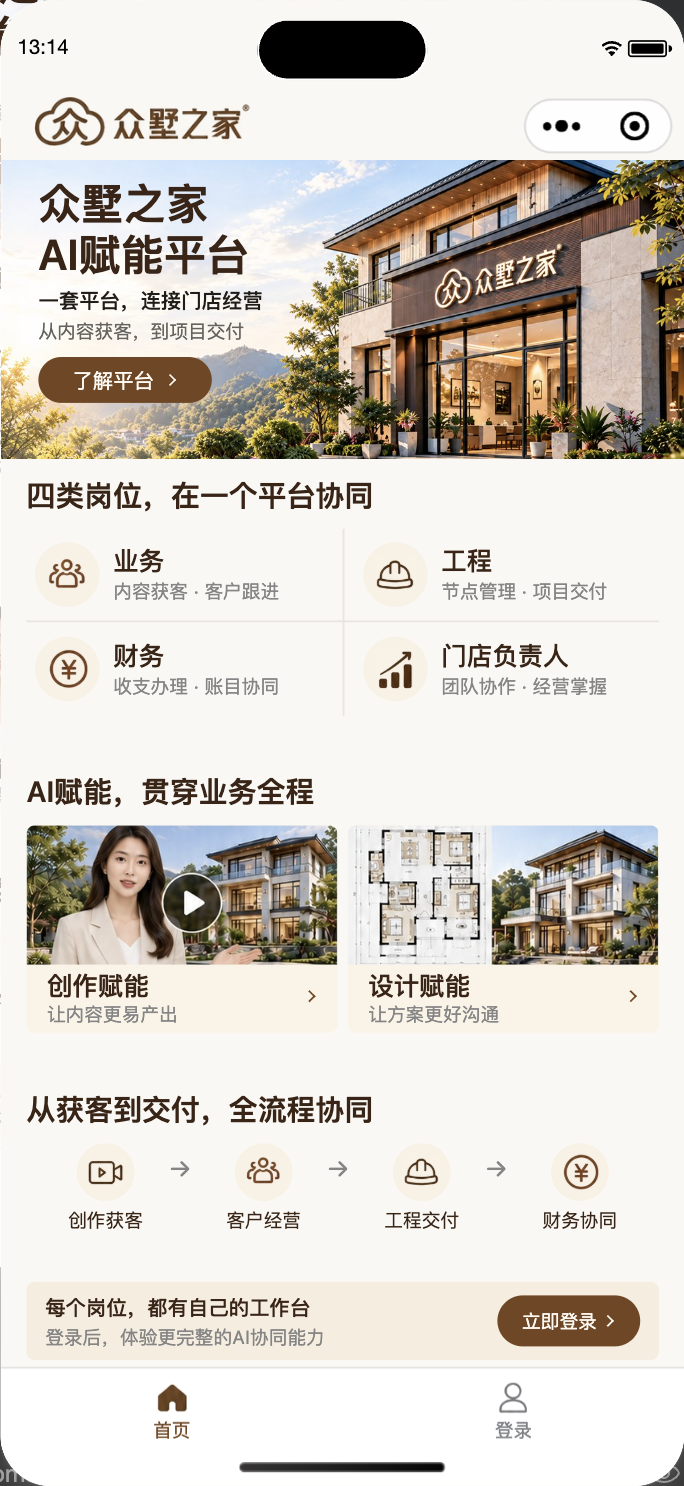 13:14
众墅之家®
众墅之家
AI赋能平台
一套平台，连接门店经营
从内容获客，到项目交付
了解平台
众墅之家
四类岗位，在一个平台协同
业务
内容获客·客户跟进
工程
节点管理·项目交付
财务
收支办理·账目协同
门店负责人
团队协作·经营掌握
AI赋能，贯穿业务全程
创作赋能
让内容更易产出
设计赋能
让方案更好沟通
从获客到交付，全流程协同
创作获客
客户经营
工程交付
财务协同
每个岗位，都有自己的工作台
登录后，体验更完整的AI协同能力
立即登录
首页
登录